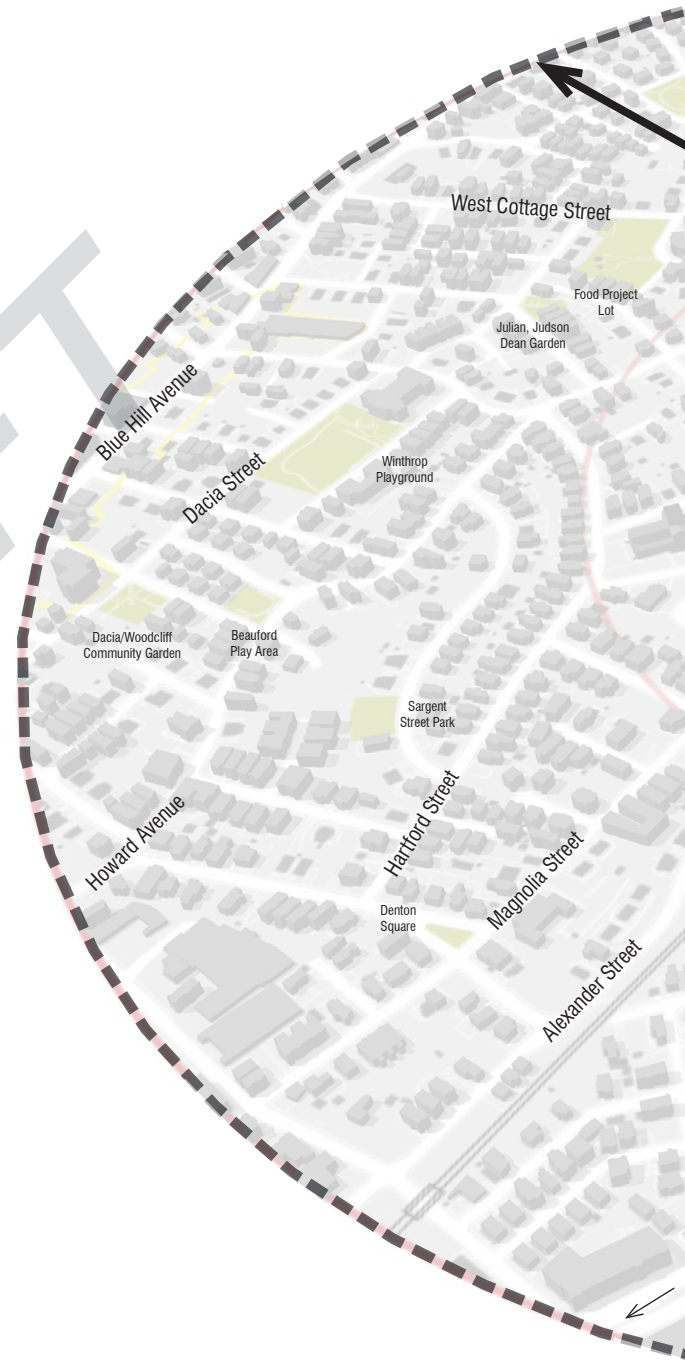 West Cottage Street
Food Project
Lot
Julian, Judson
Dean Garden
Blue Hill Avenue
Winthrop
Playground
Dacia Street
Dacia/Woodcliff
Community Garden
Beauford
Play Area
Sargent
Street Park
Hartford Street
Howard Avenue
Magnolia Street
Denton
Square
Alexander Street
FT